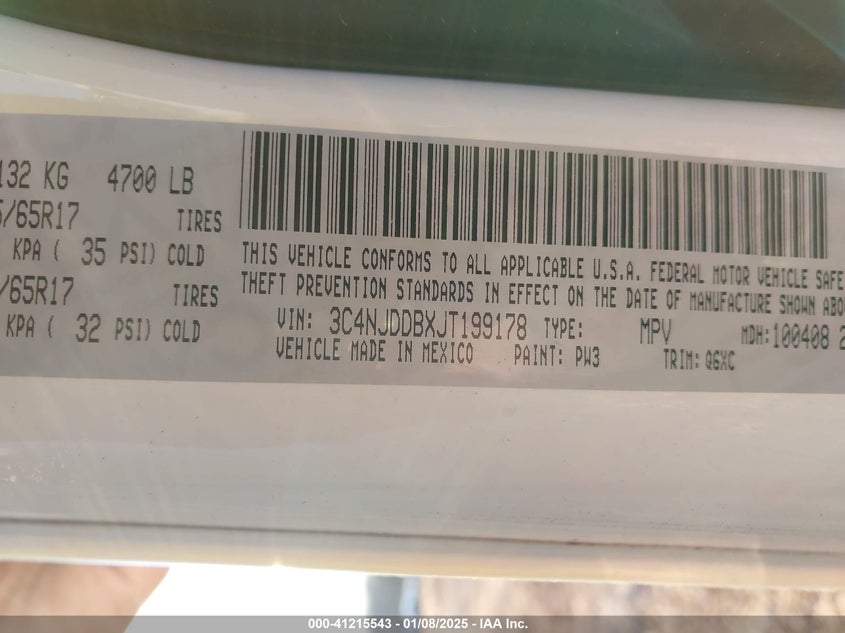 132 KG 4700 LB
/65R17 TIRES
KPA ( 35 PSI) COLD
/65R17 TIRES
KPA ( 32 PSI) COLD
THIS VEHICLE CONFORMS TO ALL APPLICABLE U.S.A. FEDERAL MOTOR VEHICLE SAFE
THEFT PREVENTION STANDARDS IN EFFECT ON THE DATE OF MANUFACTURE SHOWN ABO
VIN: 3C4NJDDBXJT199178 TYPE: MPV MDH:100408 2
VEHICLE MADE IN MEXICO PAINT: PW3 TRIM: Q6XC
000-41215543 - 01/08/2025 - IAA Inc.